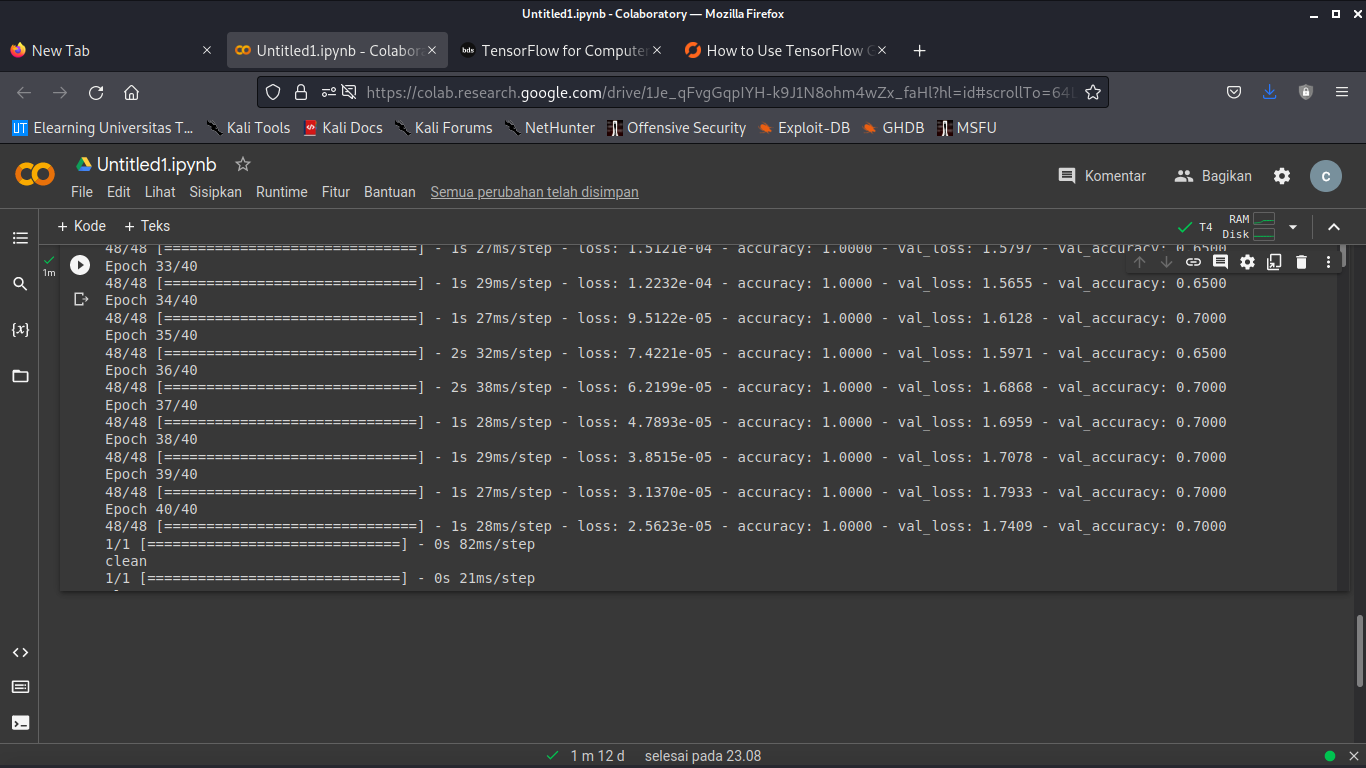 Untitled1.ipynb - Colaboratory — Mozilla Firefox
New Tab
Untitled1.ipynb - Colabor
TensorFlow for Compute
How to Use TensorFlow
https://colab.research.google.com/drive/1Je_qFvgGqpIYH-k9J1N8ohm4wZx_faHl?hl=id#scrollTo=64
Elearning Universitas T...
Kali Tools
Kali Docs
Kali Forums
NetHunter
Offensive Security
Exploit-DB
GHDB
MSFU
Untitled1.ipynb
Komentar
Bagikan
C
File Edit Lihat Sisipkan Runtime Fitur Bantuan Semua perubahan telah disimpan
+ Kode + Teks
T4
RAM
Disk
1m
48/48 [==============================] - 1s 27ms/step - loss: 1.5121e-04 - accuracy: 1.0000 - val_loss: 1.5797 - val_accuracy: 0.6500
Epoch 33/40
48/48 [==============================] - 1s 29ms/step - loss: 1.2232e-04 - accuracy: 1.0000 - val_loss: 1.5655 - val_accuracy: 0.6500
Epoch 34/40
48/48 [==============================] - 1s 27ms/step - loss: 9.5122e-05 - accuracy: 1.0000 - val_loss: 1.6128 - val_accuracy: 0.7000
Epoch 35/40
48/48 [==============================] - 2s 32ms/step - loss: 7.4221e-05 - accuracy: 1.0000 - val_loss: 1.5971 - val_accuracy: 0.6500
Epoch 36/40
48/48 [==============================] - 2s 38ms/step - loss: 6.2199e-05 - accuracy: 1.0000 - val_loss: 1.6868 - val_accuracy: 0.7000
Epoch 37/40
48/48 [==============================] - 1s 28ms/step - loss: 4.7893e-05 - accuracy: 1.0000 - val_loss: 1.6959 - val_accuracy: 0.7000
Epoch 38/40
48/48 [==============================] - 1s 29ms/step - loss: 3.8515e-05 - accuracy: 1.0000 - val_loss: 1.7078 - val_accuracy: 0.7000
Epoch 39/40
48/48 [==============================] - 1s 27ms/step - loss: 3.1370e-05 - accuracy: 1.0000 - val_loss: 1.7933 - val_accuracy: 0.7000
Epoch 40/40
48/48 [==============================] - 1s 28ms/step - loss: 2.5623e-05 - accuracy: 1.0000 - val_loss: 1.7409 - val_accuracy: 0.7000
1/1 [==============================] - 0s 82ms/step
clean
1/1 [==============================] - 0s 21ms/step
1 m 12 d selesai pada 23.08